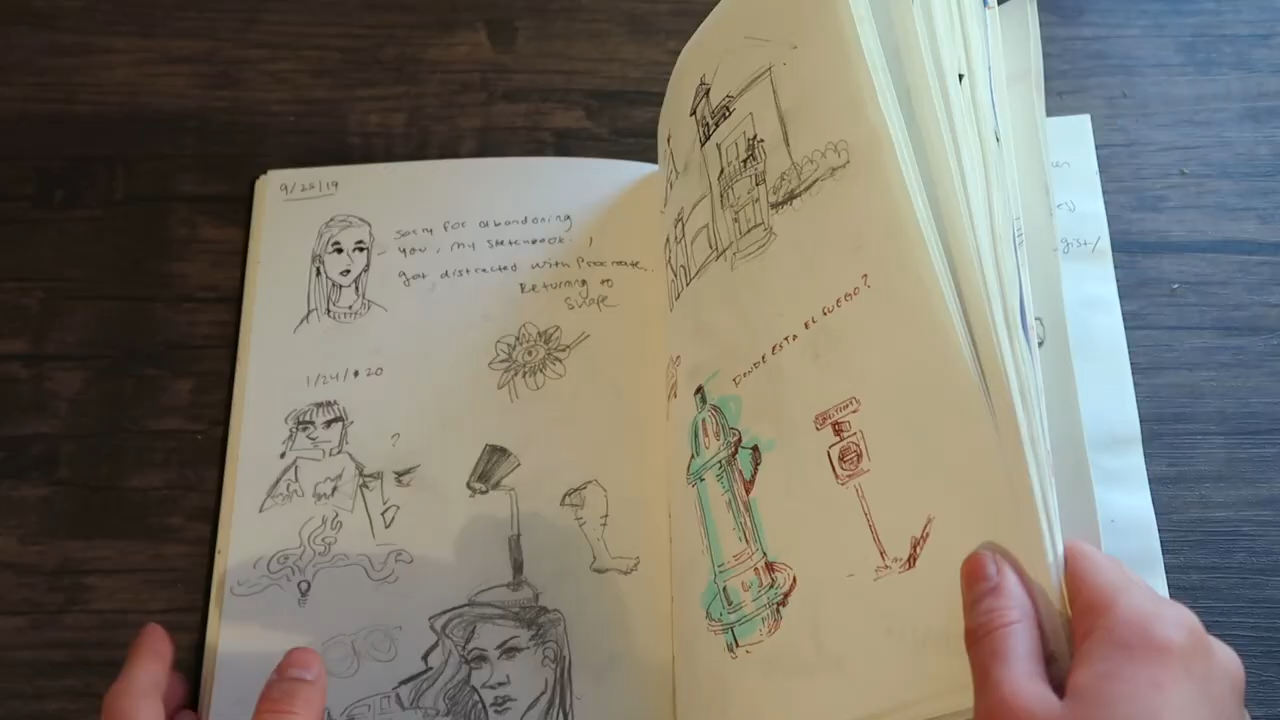 9/25/19
Sorry for abandoning
you, my sketchbook. I
got distracted with Procreate.
Returning to
shape
1/24/20
?
DONDE ESTA EL FUEGO?